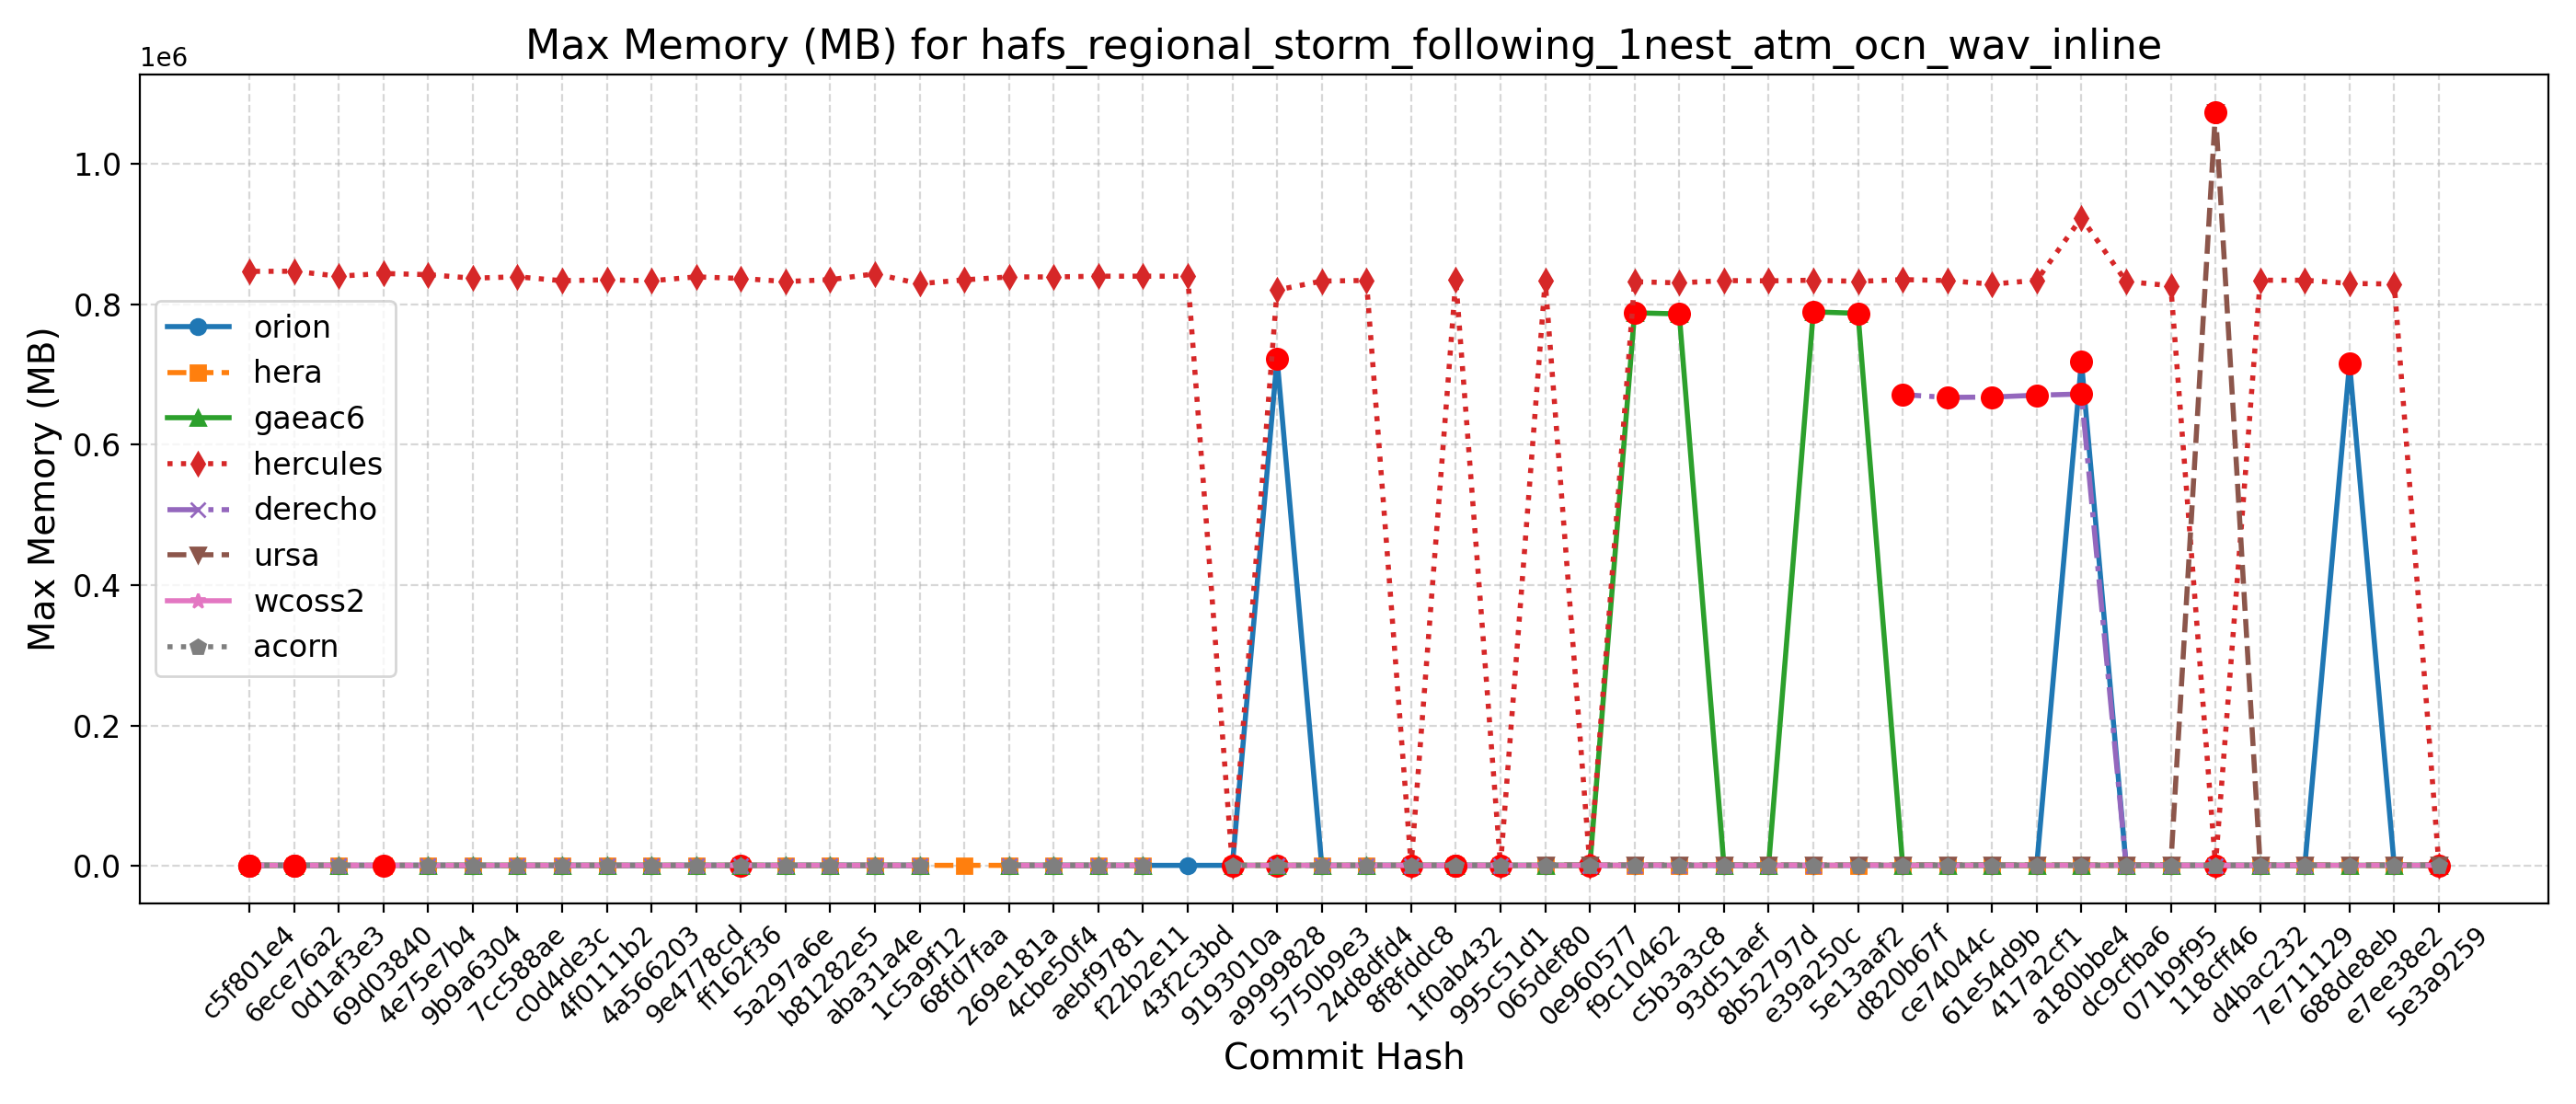 Max Memory (MB) for hafs_regional_storm_following_1nest_atm_ocn_wav_inline
1e6
1.0
0.8
0.6
0.4
0.2
0.0
Max Memory (MB)
orion
hera
gaeac6
hercules
derecho
ursa
wcoss2
acorn
c5f801e4
6ece76a2
0d1af3e3
69d03840
4e75e7b4
9b9a6304
7cc588ae
c0d4de3c
4f0111b2
4a566203
9e4778cd
ff162f36
5a297a6e
b81282e5
aba31a4e
1c5a9f12
68fd7faa
269e181a
4cbe50f4
aebf9781
f22b2e11
43f2c3bd
9193010a
a9999828
5750b9e3
24d8dfd4
8f8fddc8
1f0ab432
995c51d1
065def80
0e960577
f9c10462
c5b3a3c8
93d51aef
8b52797d
e39a250c
5e13aaf2
d820b67f
ce74044c
61e54d9b
417a2cf1
a180bbe4
dc9cfba6
071b9f95
118cff46
d4bac232
7e711129
688de8eb
e7ee38e2
5e3a9259
Commit Hash